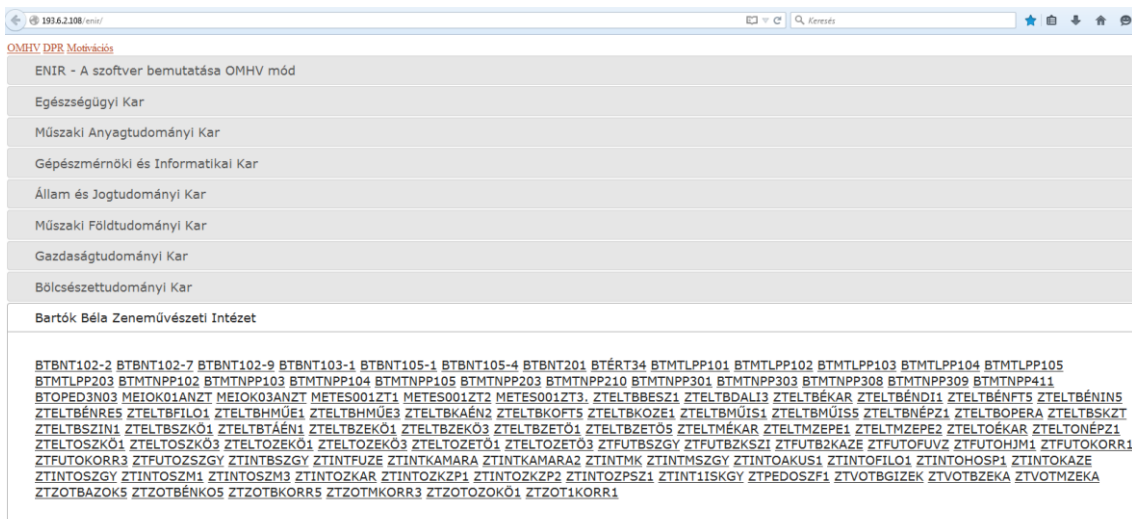 193.6.2.108/enir/
Keresés
OMHV DPR Motivációs
ENIR - A szoftver bemutatása OMHV mód
Egészségügyi Kar
Műszaki Anyagtudományi Kar
Gépészmérnöki és Informatikai Kar
Állam és Jogtudományi Kar
Műszaki Földtudományi Kar
Gazdaságtudományi Kar
Bölcsészettudományi Kar
Bartók Béla Zeneművészeti Intézet
BTBNT102-2 BTBNT102-7 BTBNT102-9 BTBNT103-1 BTBNT105-1 BTBNT105-4 BTBNT201 BTÉRT34 BTMTLPP101 BTMTLPP102 BTMTLPP103 BTMTLPP104 BTMTLPP105
BTMTLPP203 BTMTNPP102 BTMTNPP103 BTMTNPP104 BTMTNPP105 BTMTNPP203 BTMTNPP210 BTMTNPP301 BTMTNPP303 BTMTNPP308 BTMTNPP309 BTMTNPP411
BTOPED3N03 MEIOK01ANZT MEIOK03ANZT METES001ZT1 METES001ZT2 METES001ZT3. ZTELTBBESZ1 ZTELTBDALI3 ZTELTBÉKAR ZTELTBÉNDI1 ZTELTBÉNFT5 ZTELTBÉNIN5
ZTELTBÉNRE5 ZTELTBFILO1 ZTELTBHMŰE1 ZTELTBHMŰE3 ZTELTBKAÉN2 ZTELTBKOFT5 ZTELTBKOZE1 ZTELTBMŰIS1 ZTELTBMŰIS5 ZTELTBNÉPZ1 ZTELTBOPERA ZTELTBSKZT
ZTELTBSZIN1 ZTELTBSZKÖ1 ZTELTBTÁÉN1 ZTELTBZEKÖ1 ZTELTBZEKÖ3 ZTELTBZETÖ1 ZTELTBZETÖ5 ZTELTMÉKAR ZTELTMZEPE1 ZTELTMZEPE2 ZTELTOÉKAR ZTELTONÉPZ1
ZTELTOSZKÖ1 ZTELTOSZKÖ3 ZTELTOZEKÖ1 ZTELTOZEKÖ3 ZTELTOZETÖ1 ZTELTOZETÖ3 ZTFUTBSZGY ZTFUTBZKSZI ZTFUTB2KAZE ZTFUTOFUVZ ZTFUTOHJM1 ZTFUTOKORR1
ZTFUTOKORR3 ZTFUTOZSZGY ZTINTBSZGY ZTINTFUZE ZTINTKAMARA ZTINTKAMARA2 ZTINTMK ZTINTMSZGY ZTINTOAKUS1 ZTINTOFILO1 ZTINTOHOSP1 ZTINTOKAZE
ZTINTOSZGY ZTINTOSZM1 ZTINTOSZM3 ZTINTOZKAR ZTINTOZKZP1 ZTINTOZKZP2 ZTINTOZPSZ1 ZTINT1ISKGY ZTPEDOSZF1 ZTVOTBGIZEK ZTVOTBZEKA ZTVOTMZEKA
ZTZOTBAZOK5 ZTZOTBÉNKO5 ZTZOTBKORR5 ZTZOTMKORR3 ZTZOTOZOKÖ1 ZTZOT1KORR1